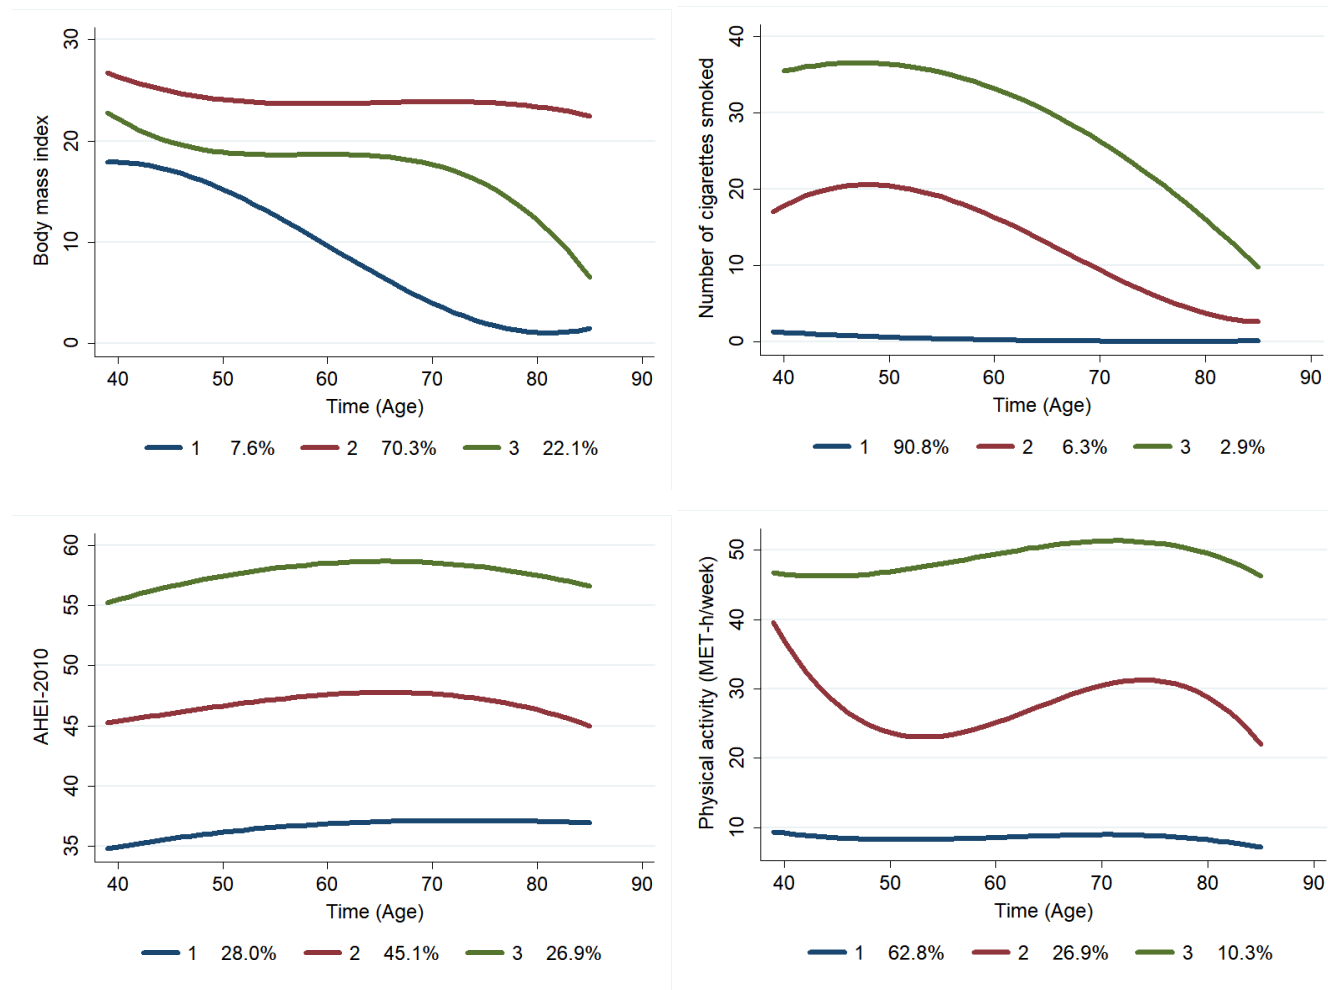 Body mass index
30
20
10
0
40 50 60 70 80 90
Time (Age)
1 7.6% 2 70.3% 3 22.1%
Number of cigarettes smoked
40
30
20
10
0
40 50 60 70 80 90
Time (Age)
1 90.8% 2 6.3% 3 2.9%
AHEI-2010
60
55
50
45
40
35
40 50 60 70 80 90
Time (Age)
1 28.0% 2 45.1% 3 26.9%
Physical activity (MET-h/week)
50
40
30
20
10
40 50 60 70 80 90
Time (Age)
1 62.8% 2 26.9% 3 10.3%